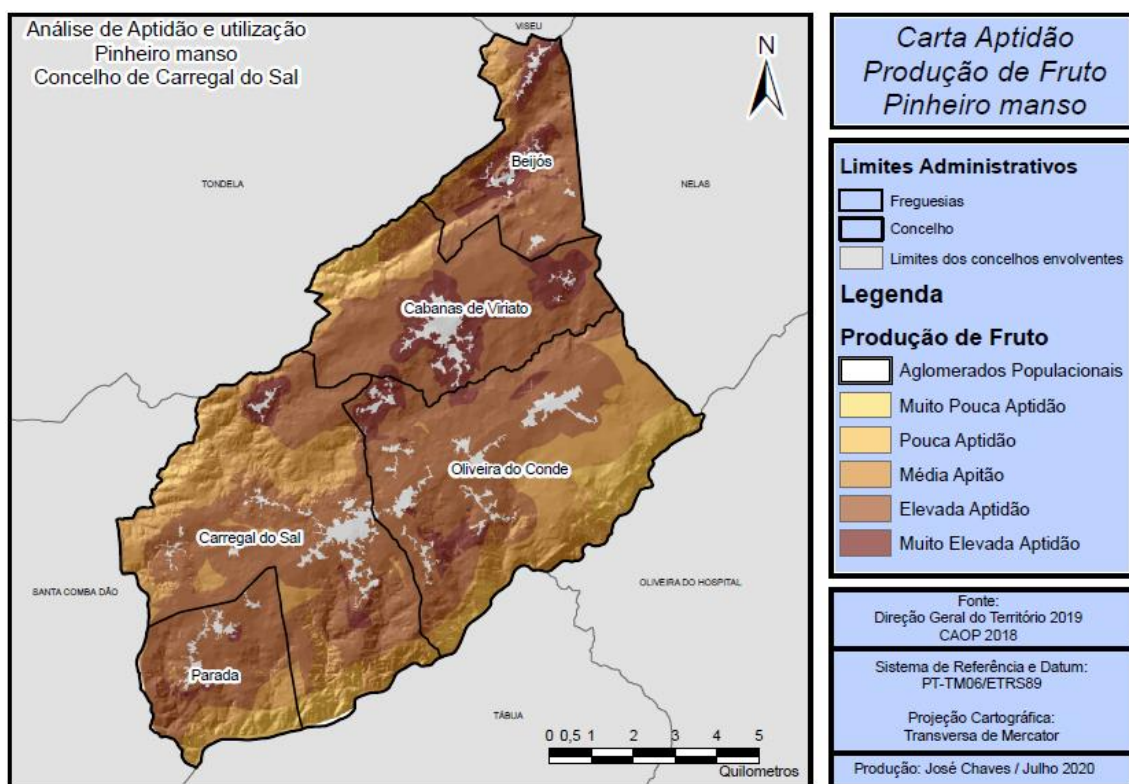 Análise de Aptidão e utilização
Pinheiro manso
Concelho de Carregal do Sal
VISEU
N
TONDELA
Beijós
NELAS
Cabanas de Viriato
Oliveira do Conde
Carregal do Sal
SANTA COMBA DÃO
OLIVEIRA DO HOSPITAL
Parada
TÁBUA
0 0,5 1 2 3 4 5
Quilometros
Carta Aptidão
Produção de Fruto
Pinheiro manso
Limites Administrativos
Freguesias
Concelho
Limites dos concelhos envolventes
Legenda
Produção de Fruto
Aglomerados Populacionais
Muito Pouca Aptidão
Pouca Aptidão
Média Apitão
Elevada Aptidão
Muito Elevada Aptidão
Fonte:
Direção Geral do Território 2019
CAOP 2018
Sistema de Referência e Datum:
PT-TM06/ETRS89
Projeção Cartográfica:
Transversa de Mercator
Produção: José Chaves / Julho 2020